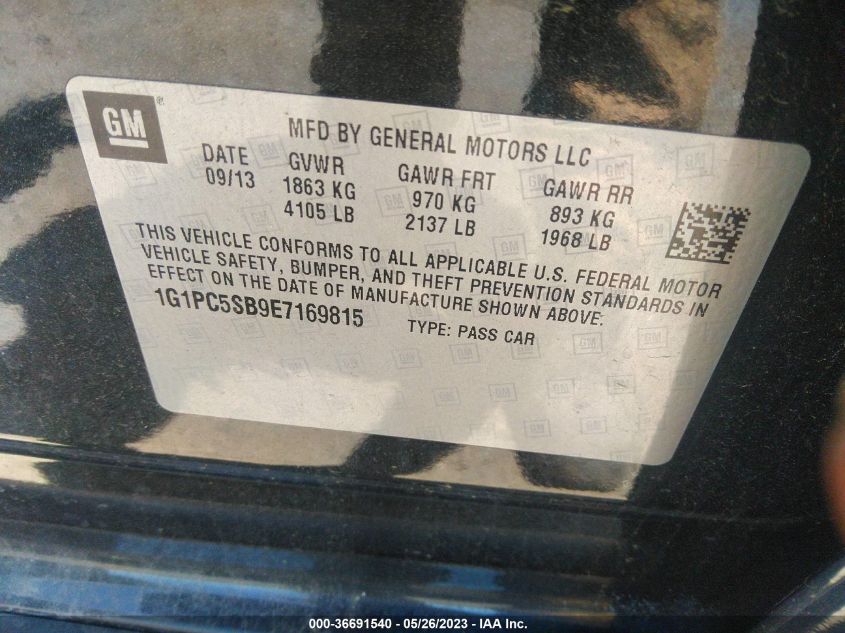 GM
MFD BY GENERAL MOTORS LLC
DATE GVWR GAWR FRT GAWR RR
09/13 1863 KG 970 KG 893 KG
4105 LB 2137 LB 1968 LB
THIS VEHICLE CONFORMS TO ALL APPLICABLE U.S. FEDERAL MOTOR
VEHICLE SAFETY, BUMPER, AND THEFT PREVENTION STANDARDS IN
EFFECT ON THE DATE OF MANUFACTURE SHOWN ABOVE.
1G1PC5SB9E7169815 TYPE: PASS CAR
000-36691540 - 05/26/2023 - IAA Inc.